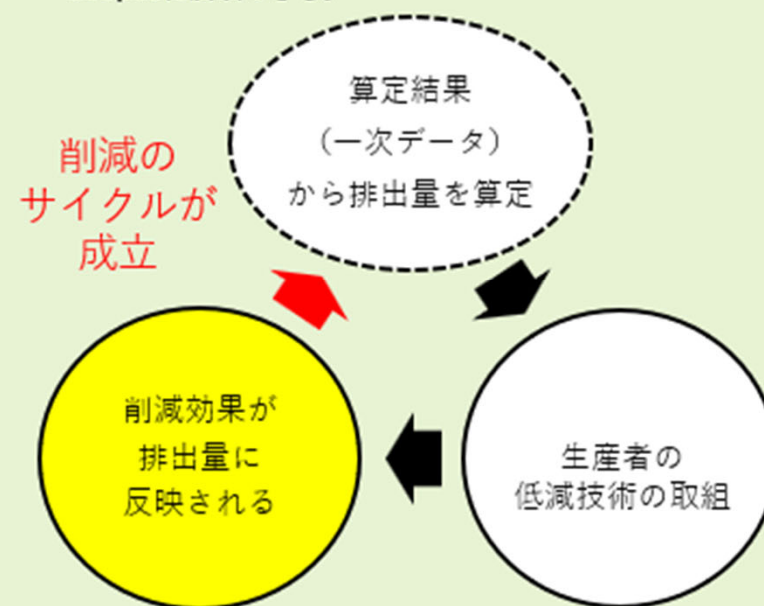 算定結果
（一次データ）
から排出量を算定
削減の
サイクルが
成立
削減効果が
排出量に
反映される
生産者の
低減技術の取組